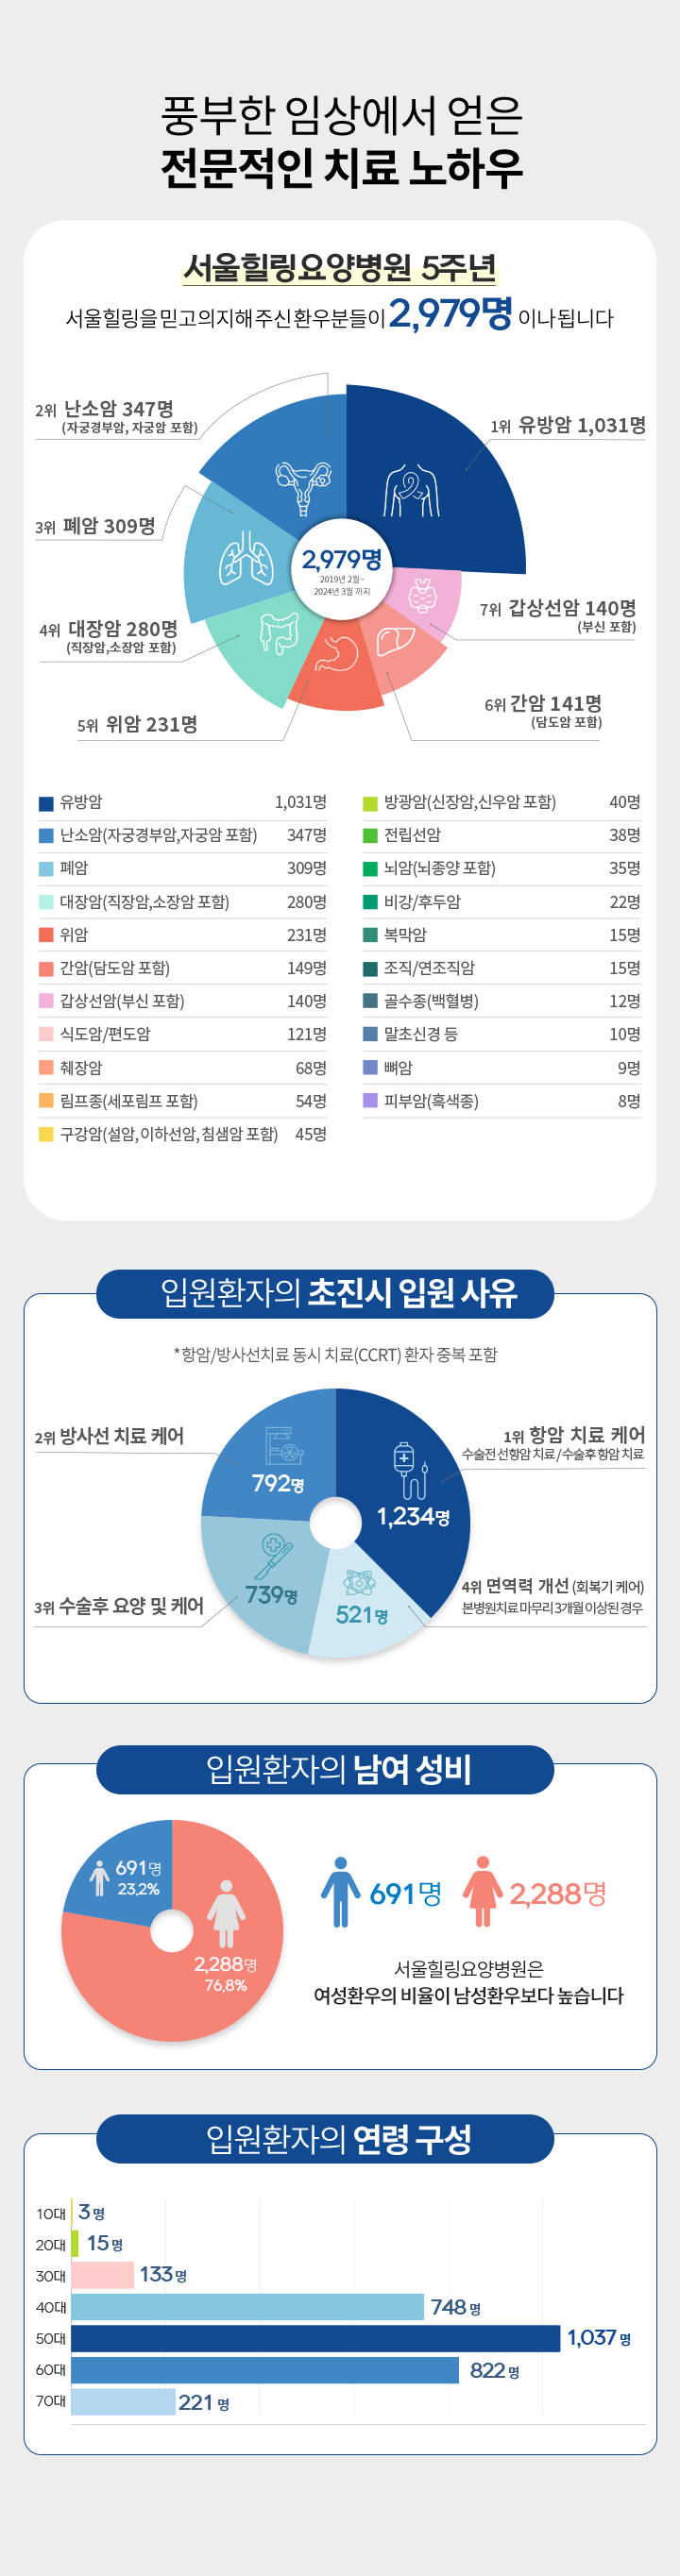 풍부한 임상에서 얻은
전문적인 치료 노하우
서울힐링요양병원 5주년
서울힐링을 믿고 의지해 주신 환우분들이 2,979명 이나 됩니다
2위 난소암 347명
(자궁경부암, 자궁암 포함)
1위 유방암 1,031명
3위 폐암 309명
2,979명
2019년 2월~
2024년 3월 까지
7위 갑상선암 140명
(부신 포함)
4위 대장암 280명
(직장암,소장암 포함)
6위 간암 141명
(담도암 포함)
5위 위암 231명
유방암 1,031명
난소암(자궁경부암,자궁암 포함) 347명
폐암 309명
대장암(직장암,소장암 포함) 280명
위암 231명
간암(담도암 포함) 149명
갑상선암(부신 포함) 140명
식도암/편도암 121명
췌장암 68명
림프종(세포림프 포함) 54명
구강암(설암,이하선암,침샘암 포함) 45명
방광암(신장암,신우암 포함) 40명
전립선암 38명
뇌암(뇌종양 포함) 35명
비강/후두암 22명
복막암 15명
조직/연조직암 15명
골수종(백혈병) 12명
말초신경 등 10명
뼈암 9명
피부암(흑색종) 8명
입원환자의 초진시 입원 사유
*항암/방사선치료 동시 치료(CCRT) 환자 중복 포함
2위 방사선 치료 케어
1위 항암 치료 케어
수술전 선항암 치료 / 수술후 항암 치료
792명
1,234명
739명
521명
3위 수술후 요양 및 케어
4위 면역력 개선 (회복기 케어)
본병원치료 마무리 3개월 이상된 경우
입원환자의 남여 성비
691명
23,2%
2,288명
76,8%
691명
2,288명
서울힐링요양병원은
여성환우의 비율이 남성환우보다 높습니다
입원환자의 연령 구성
10대 3명
20대 15명
30대 133명
40대 748명
50대 1,037명
60대 822명
70대 221명